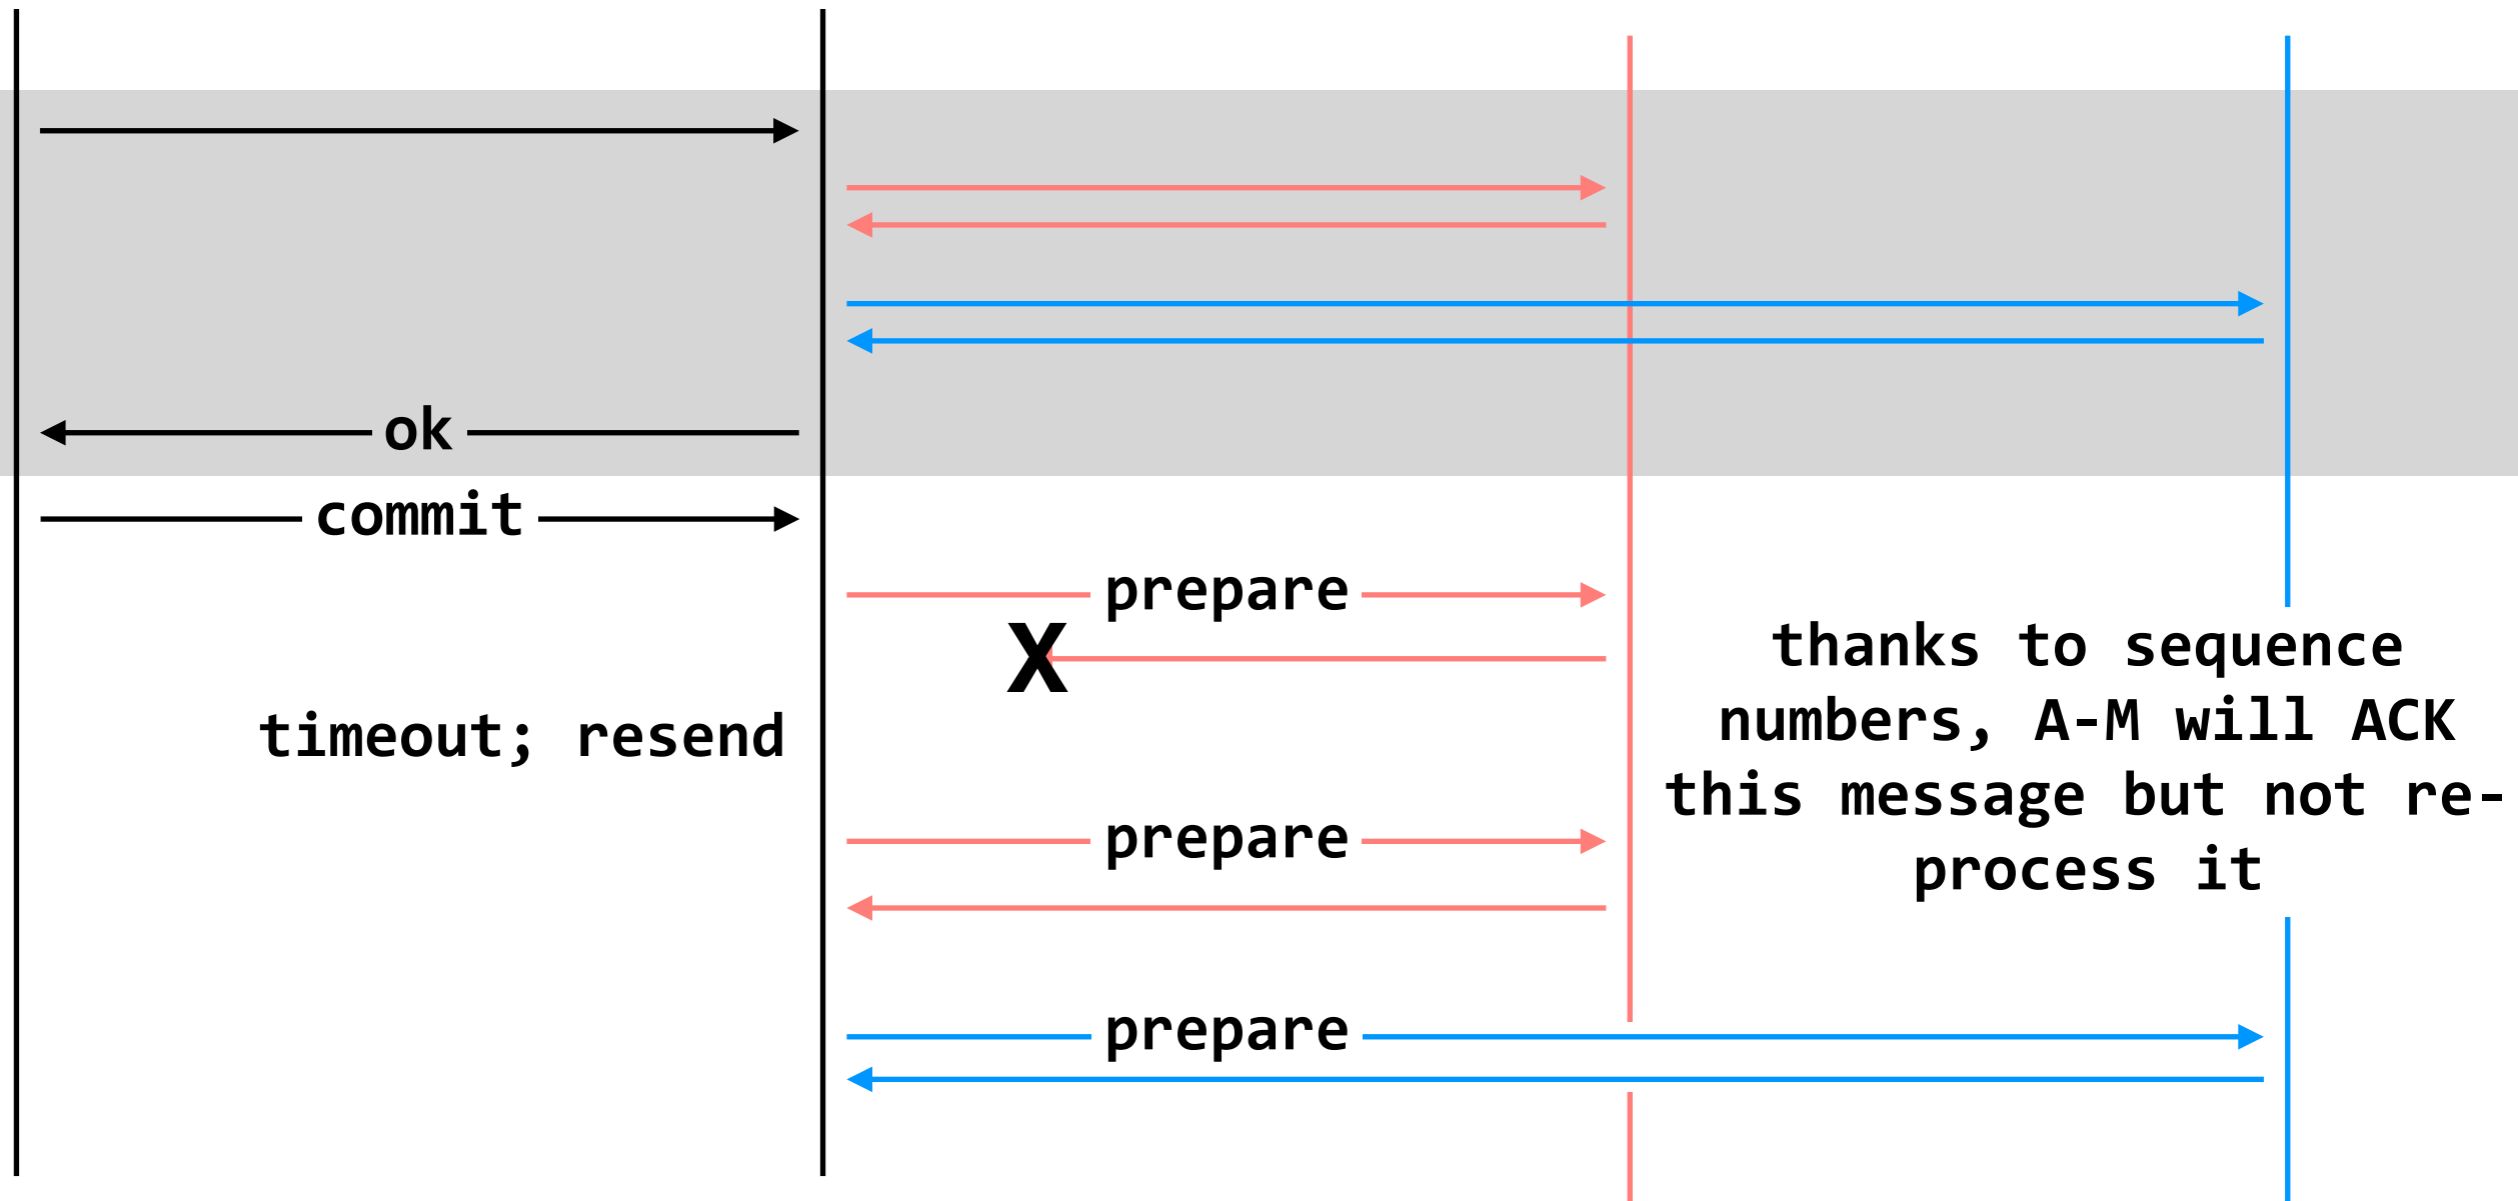 ok
commit
prepare
X
thanks to sequence
numbers, A-M will ACK
this message but not re-
process it
timeout; resend
prepare
prepare